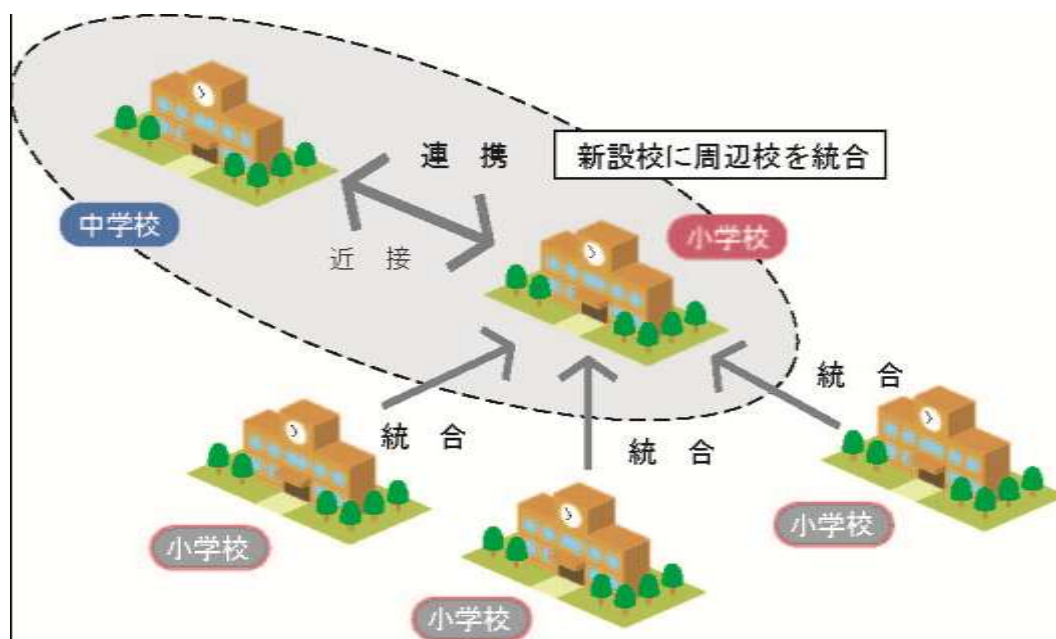 連 携
新設校に周辺校を統合
中学校
小学校
近 接
統 合
統 合
統 合
小学校
小学校
小学校